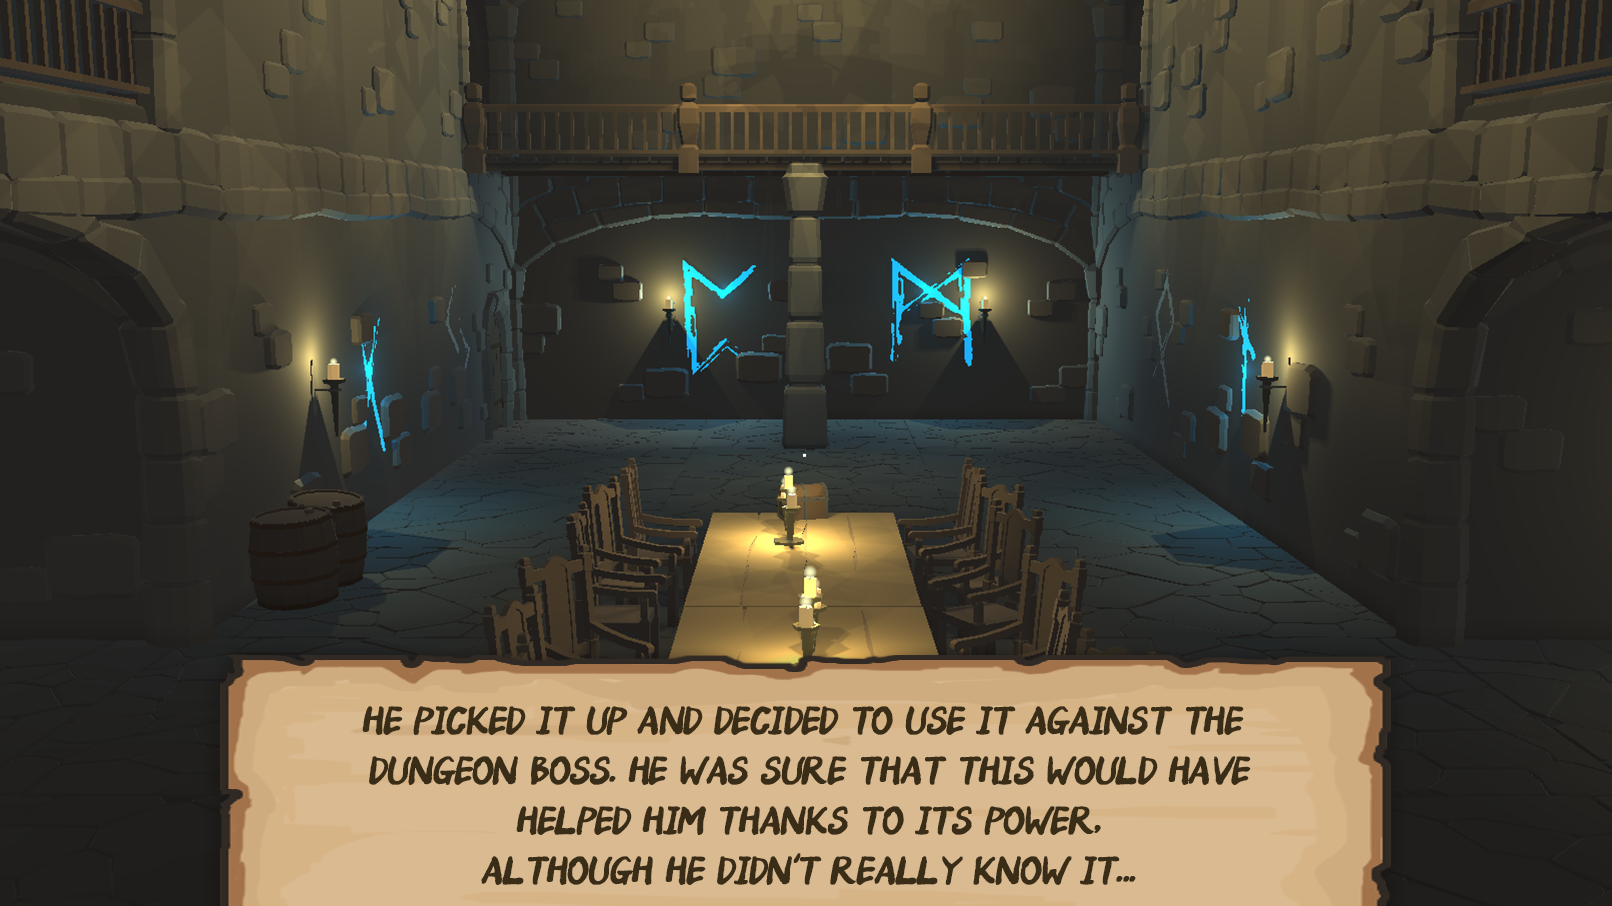 HE PICKED IT UP AND DECIDED TO USE IT AGAINST THE
DUNGEON BOSS. HE WAS SURE THAT THIS WOULD HAVE
HELPED HIM THANKS TO ITS POWER.
ALTHOUGH HE DIDN'T REALLY KNOW IT...